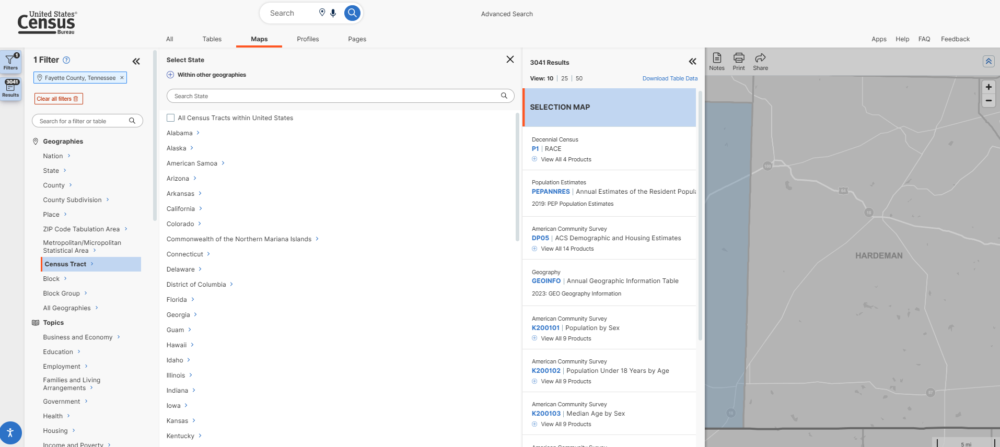 United States®
Census
Bureau
Search
Advanced Search
All
Tables
Maps
Profiles
Pages
Apps
Help
FAQ
Feedback
1
Filters
3041
Results
1 Filter
Fayette County, Tennessee
Clear all filters
Search for a filter or table
Geographies
Nation
State
County
County Subdivision
Place
ZIP Code Tabulation Area
Metropolitan/Micropolitan
Statistical Area
Census Tract
Block
Block Group
All Geographies
Topics
Business and Economy
Education
Employment
Families and Living
Arrangements
Government
Health
Housing
Income and Poverty
Select State
Within other geographies
Search State
All Census Tracts within United States
Alabama
Alaska
American Samoa
Arizona
Arkansas
California
Colorado
Commonwealth of the Northern Mariana Islands
Connecticut
Delaware
District of Columbia
Florida
Georgia
Guam
Hawaii
Idaho
Illinois
Indiana
Iowa
Kansas
Kentucky
3041 Results
View: 10 | 25 | 50
Download Table Data
SELECTION MAP
Decennial Census
P1 | RACE
View All 4 Products
Population Estimates
PEPANNRES | Annual Estimates of the Resident Popula
2019: PEP Population Estimates
American Community Survey
DP05 | ACS Demographic and Housing Estimates
View All 14 Products
Geography
GEOINFO | Annual Geographic Information Table
2023: GEO Geography Information
American Community Survey
K200101 | Population by Sex
View All 9 Products
American Community Survey
K200102 | Population Under 18 Years by Age
View All 9 Products
American Community Survey
K200103 | Median Age by Sex
View All 9 Products
American Community Survey
Notes
Print
Share
+
−
100
64
15
HARDEMAN
57
5 mi